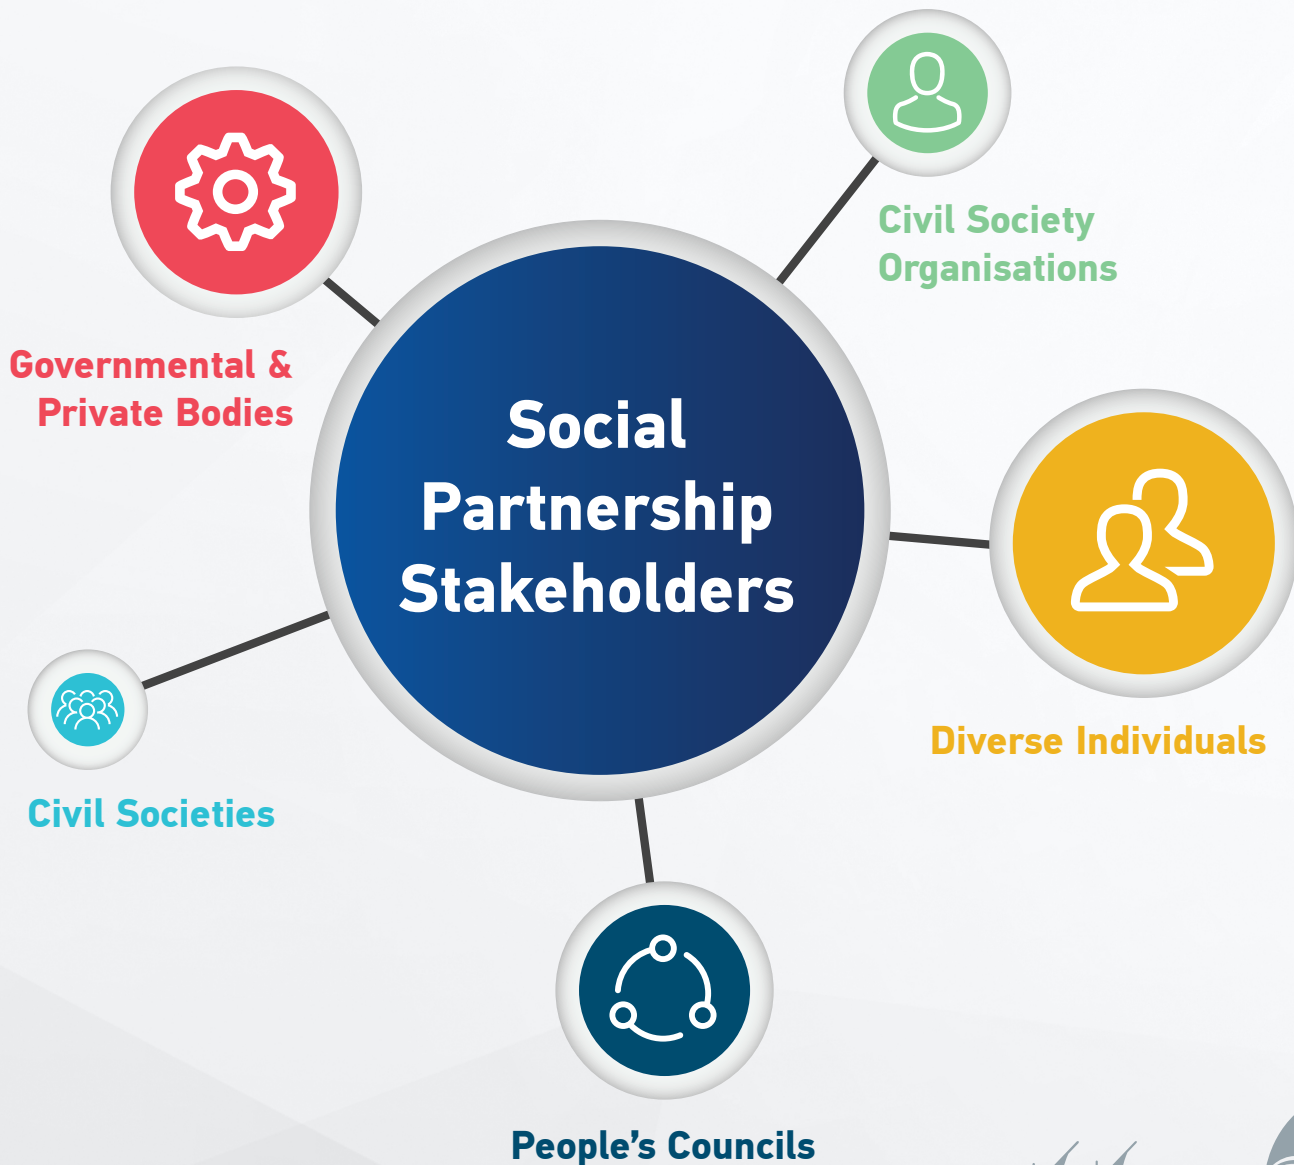 Civil Society
Organisations
Governmental &
Private Bodies
Social
Partnership
Stakeholders
Diverse Individuals
Civil Societies
People’s Councils